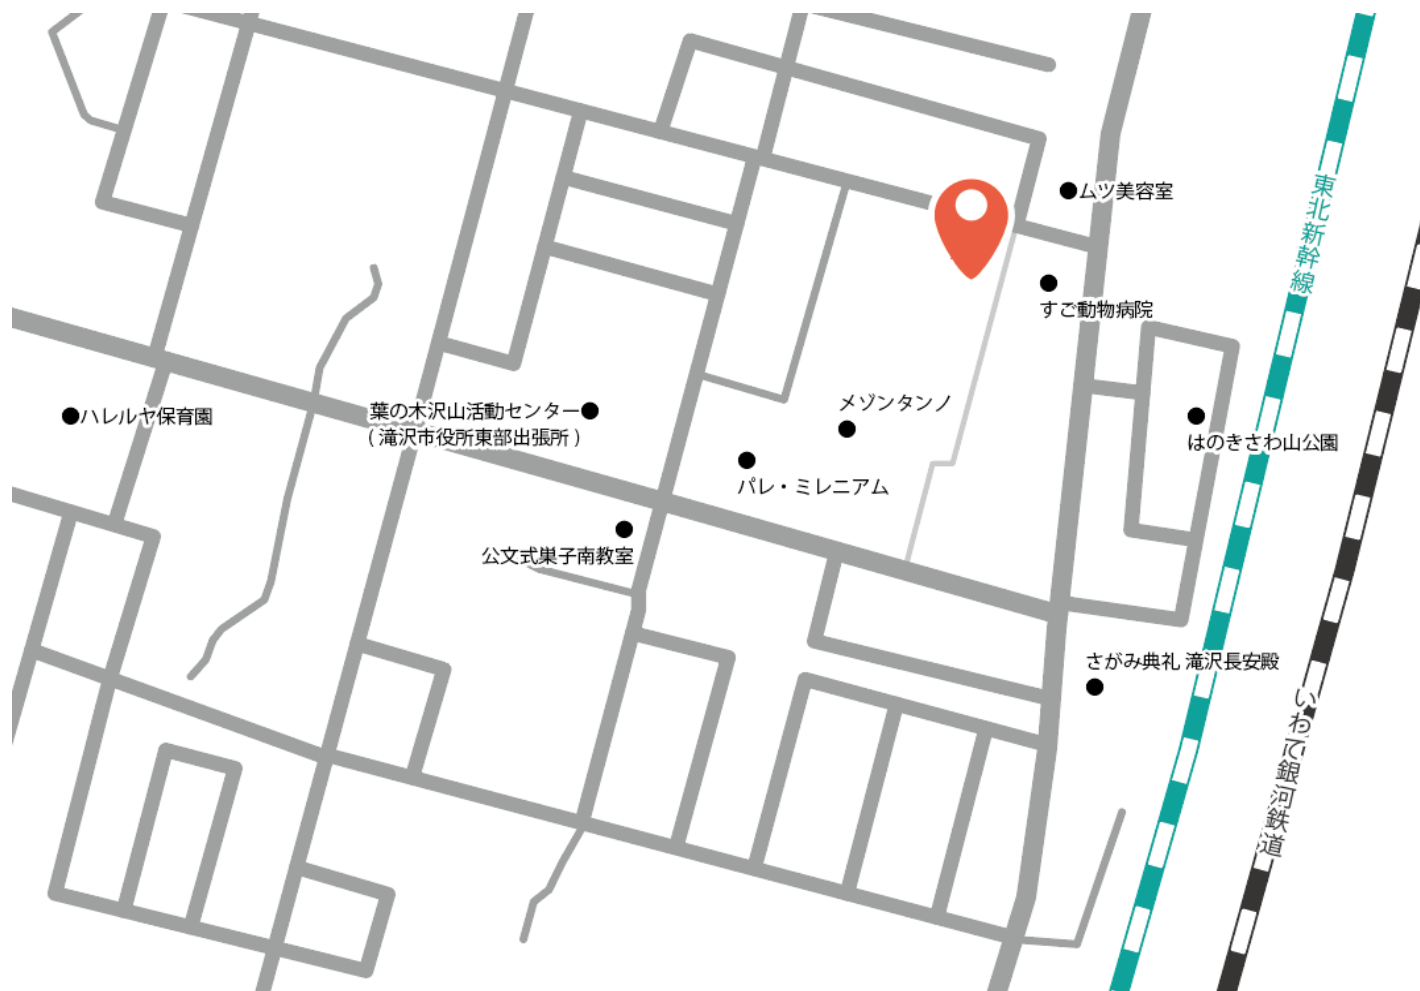 ムツ美容室
東北新幹線
すご動物病院
メゾンタンノ
葉の木沢山活動センター
(滝沢市役所東部出張所)
ハレルヤ保育園
はのきさわ山公園
パレ・ミレニアム
公文式巣子南教室
さがみ典礼 滝沢長安殿
いわて銀河鉄道